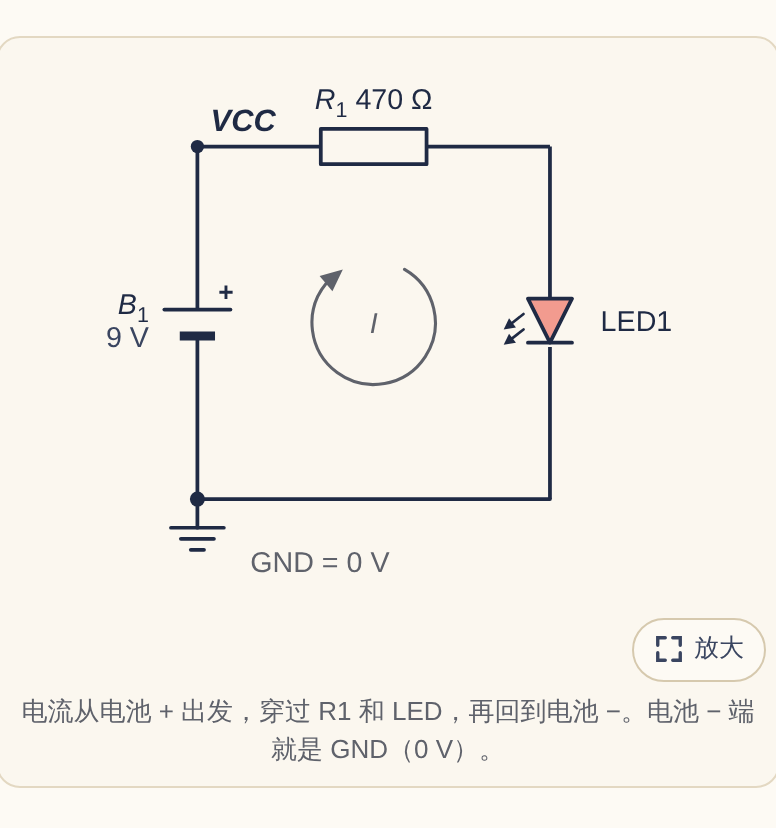 R₁ 470 Ω
VCC
+
B₁
9 V
I
LED1
GND = 0 V
放大
电流从电池 + 出发，穿过 R1 和 LED，再回到电池 −。电池 − 端
就是 GND（0 V）。